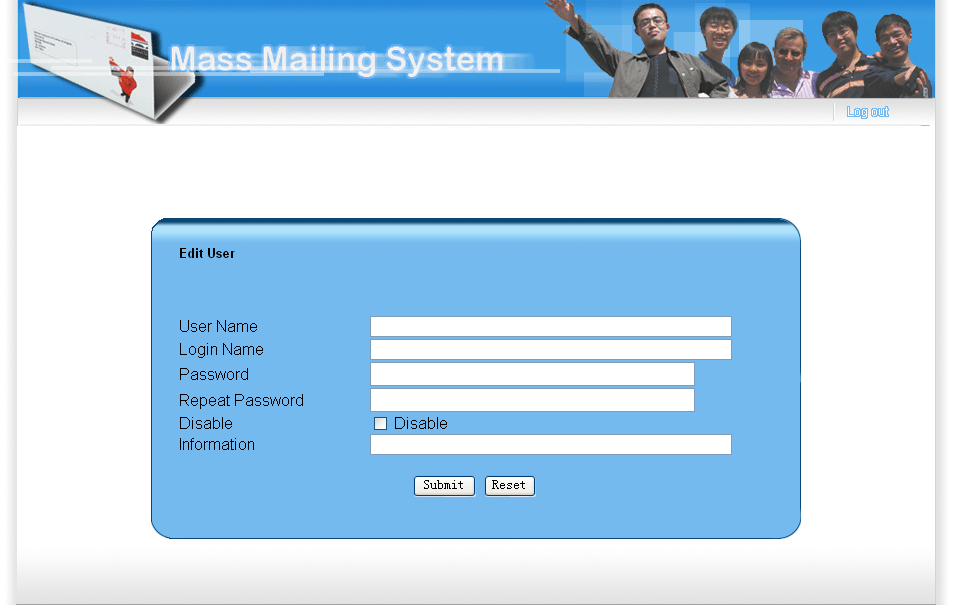 Mass Mailing System
Log out
Edit User
User Name
Login Name
Password
Repeat Password
Disable
Disable
Information
Submit Reset